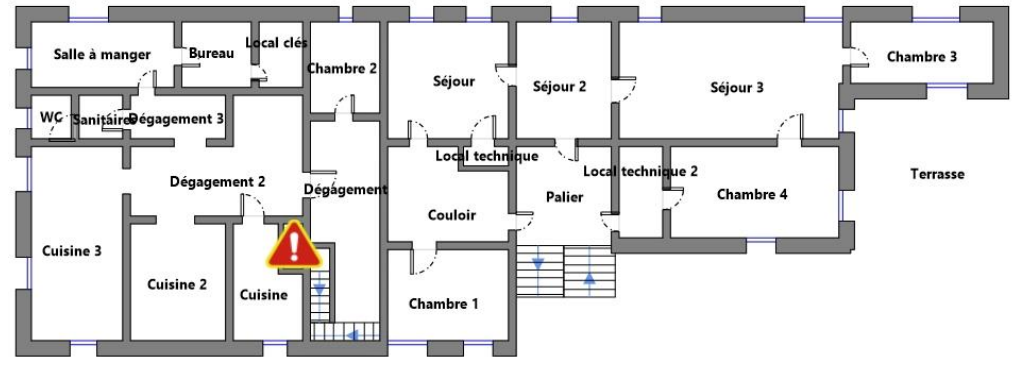 Salle à manger
Bureau
Local clés
Chambre 2
Séjour
Séjour 2
Séjour 3
Chambre 3
WC
Sanitaires
Dégagement 3
Local technique
Local technique 2
Terrasse
Dégagement 2
Dégagement
Couloir
Palier
Chambre 4
Cuisine 3
Cuisine 2
Cuisine
Chambre 1
!